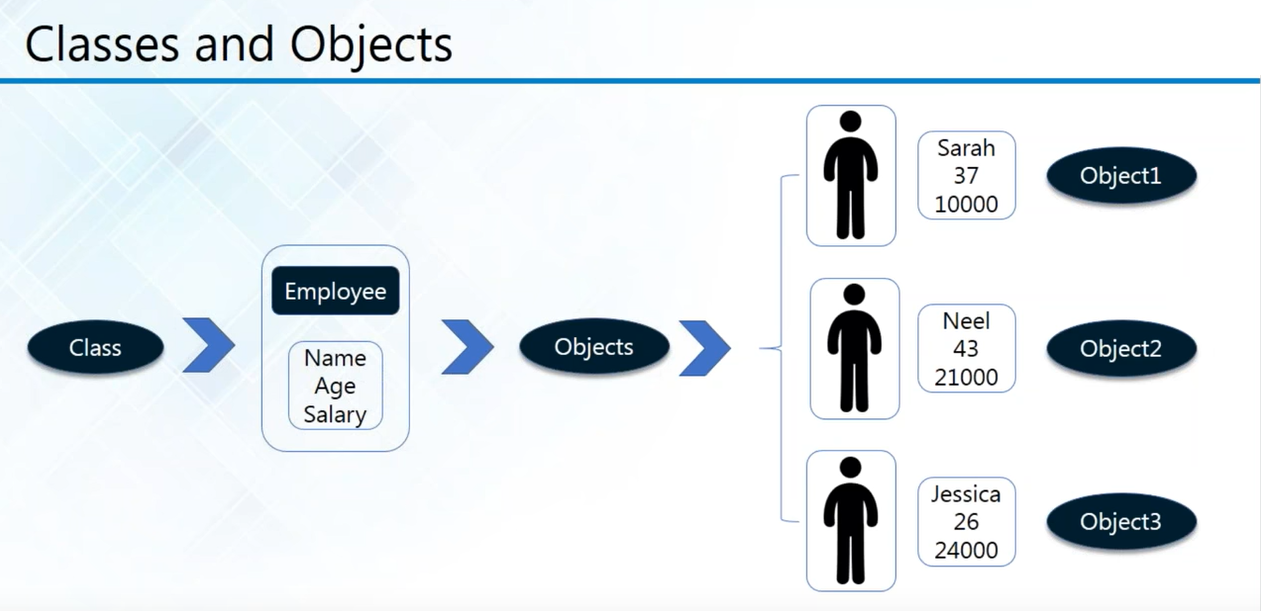 Classes and Objects
Class
Employee
Name
Age
Salary
Objects
Sarah
37
10000
Object1
Neel
43
21000
Object2
Jessica
26
24000
Object3